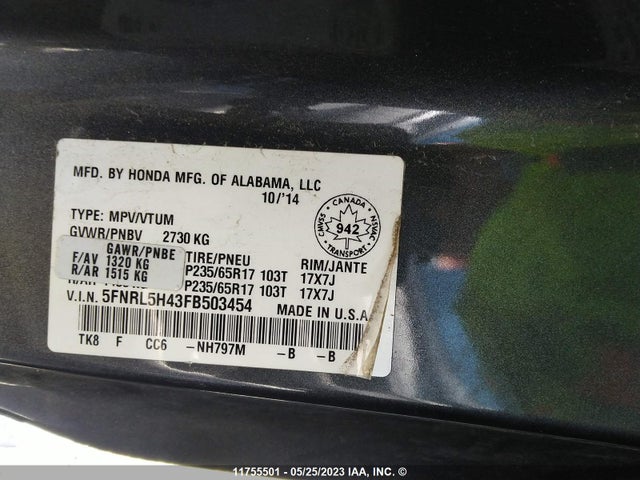 MFD. BY HONDA MFG. OF ALABAMA, LLC
10/'14
TYPE: MPV/VTUM
GVWR/PNBV 2730 KG
GAWR/PNBE TIRE/PNEU RIM/JANTE
F/AV 1320 KG P235/65R17 103T 17X7J
R/AR 1515 KG P235/65R17 103T 17X7J
V.I.N. 5FNRL5H43FB503454 MADE IN U.S.A
TK8 F CC6 -NH797M -B -B
CANADA
CMVSS 942 NSVAC
TRANSPORT
11755501 - 05/25/2023 IAA, INC. ©